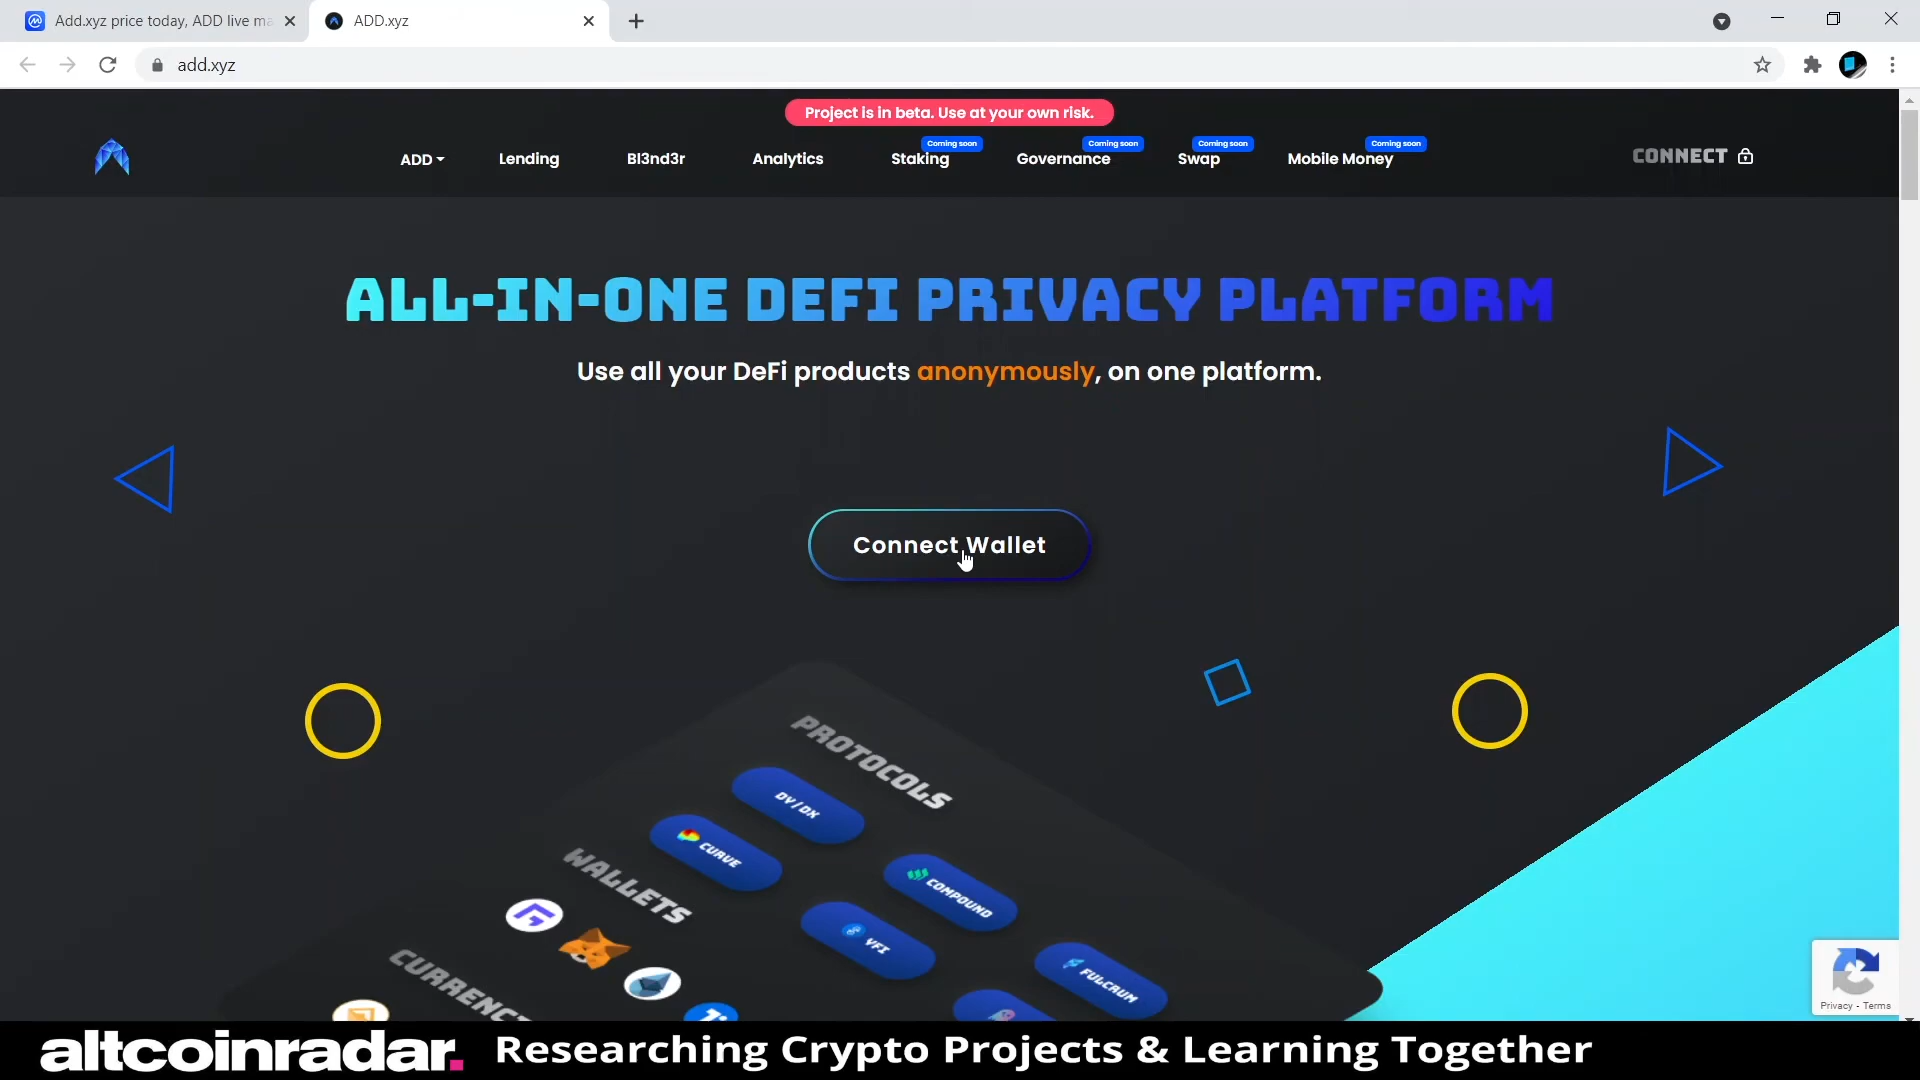 Add.xyz price today, ADD live ma
ADD.xyz
add.xyz
Project is in beta. Use at your own risk.
ADD
Lending
Bl3nd3r
Analytics
Coming soon
Staking
Coming soon
Governance
Coming soon
Swap
Coming soon
Mobile Money
CONNECT
ALL-IN-ONE DEFI PRIVACY PLATFORM
Use all your DeFi products anonymously, on one platform.
Connect Wallet
PROTOCOLS
DY/DX
CURVE
COMPOUND
WALLETS
YFI
FULCRUM
CURRENC
Privacy - Terms
altcoinradar. Researching Crypto Projects & Learning Together